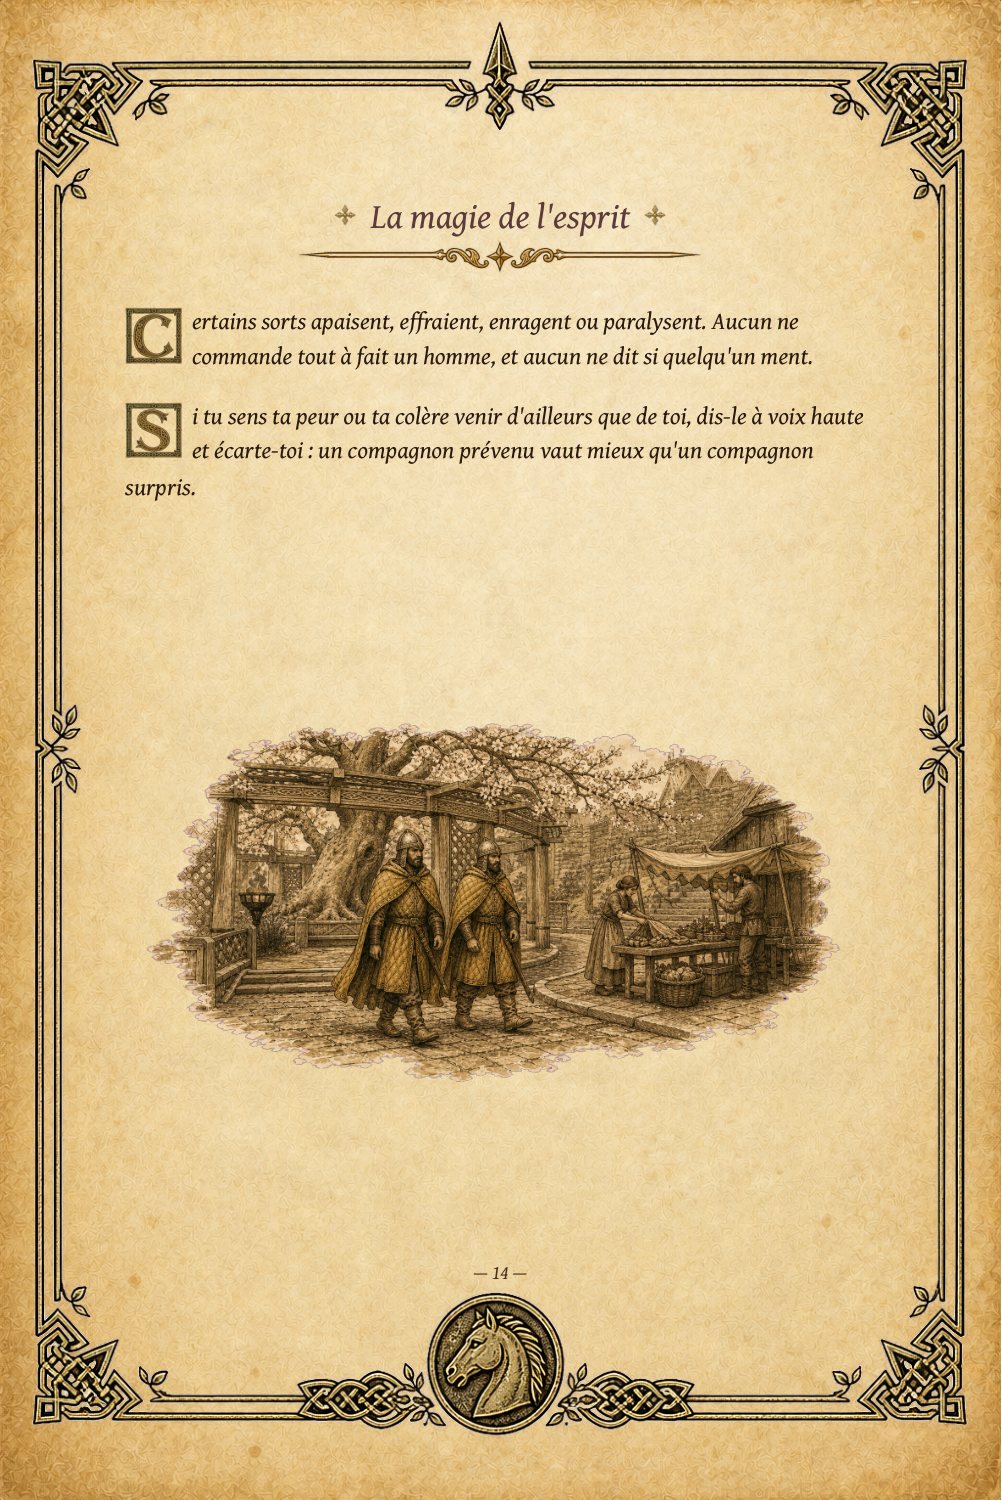 La magie de l'esprit
Certains sorts apaisent, effraient, enragent ou paralysent. Aucun ne
commande tout à fait un homme, et aucun ne dit si quelqu'un ment.
Si tu sens ta peur ou ta colère venir d'ailleurs que de toi, dis-le à voix haute
et écarte-toi : un compagnon prévenu vaut mieux qu'un compagnon
surpris.
— 14 —